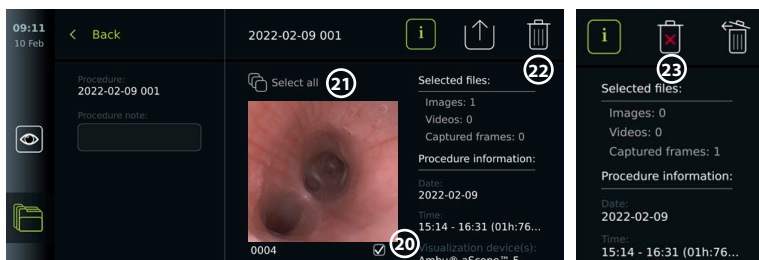 09:11
10 Feb
Back
2022-02-09 001
i
22
Procedure:
2022-02-09 001
Procedure note:
Select all
21
0004
20
Selected files:
Images: 1
Videos: 0
Captured frames: 0
Procedure information:
Date:
2022-02-09
Time:
15:14 - 16:31 (01h:76...
Visualization device(s):
Ambu® aScope™ 5
i
23
Selected files:
Images: 0
Videos: 0
Captured frames: 1
Procedure information:
Date:
2022-02-09
Time:
15:14 - 16:31 (01h:76...